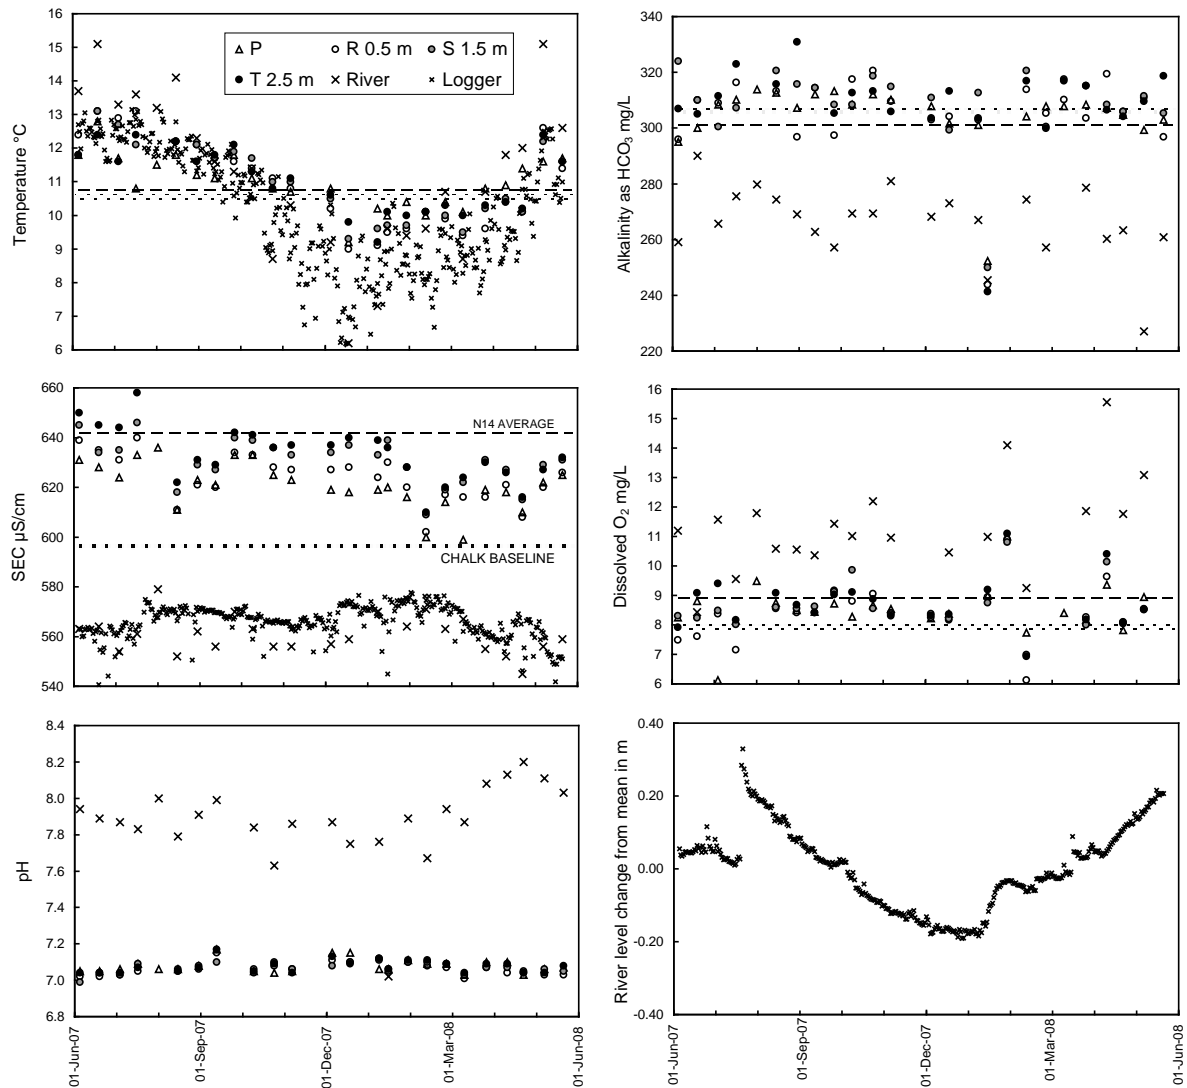 16
15
14
13
12
11
10
9
8
7
6
Temperature °C
P R 0.5 m S 1.5 m
T 2.5 m River Logger
340
320
300
280
260
240
220
Alkalinity as HCO3 mg/L
660
640
620
600
580
560
540
SEC µS/cm
N14 AVERAGE
CHALK BASELINE
16
15
14
13
12
11
10
9
8
7
6
Dissolved O2 mg/L
8.4
8.2
8.0
7.8
7.6
7.4
7.2
7.0
6.8
pH
01-Jun-07
01-Sep-07
01-Dec-07
01-Mar-08
01-Jun-08
0.40
0.20
0.00
-0.20
-0.40
River level change from mean in m
01-Jun-07
01-Sep-07
01-Dec-07
01-Mar-08
01-Jun-08